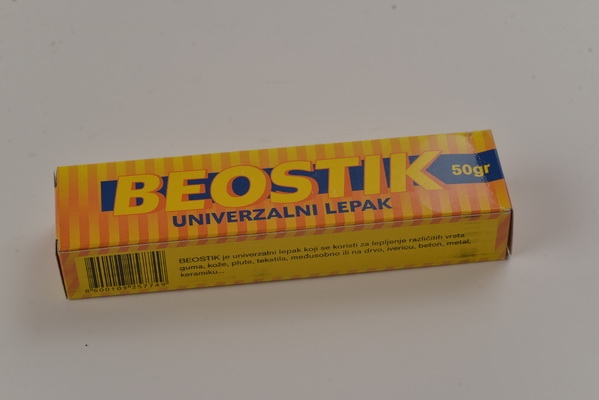 BEOSTIK
50gr
UNIVERZALNI LEPAK
BEOSTIK je univerzalni lepak koji se koristi za lepljenje različitih vrsta
guma, kože, plute, tekstila, međusobno ili na drvo, ivericu, beton, metal,
keramiku...